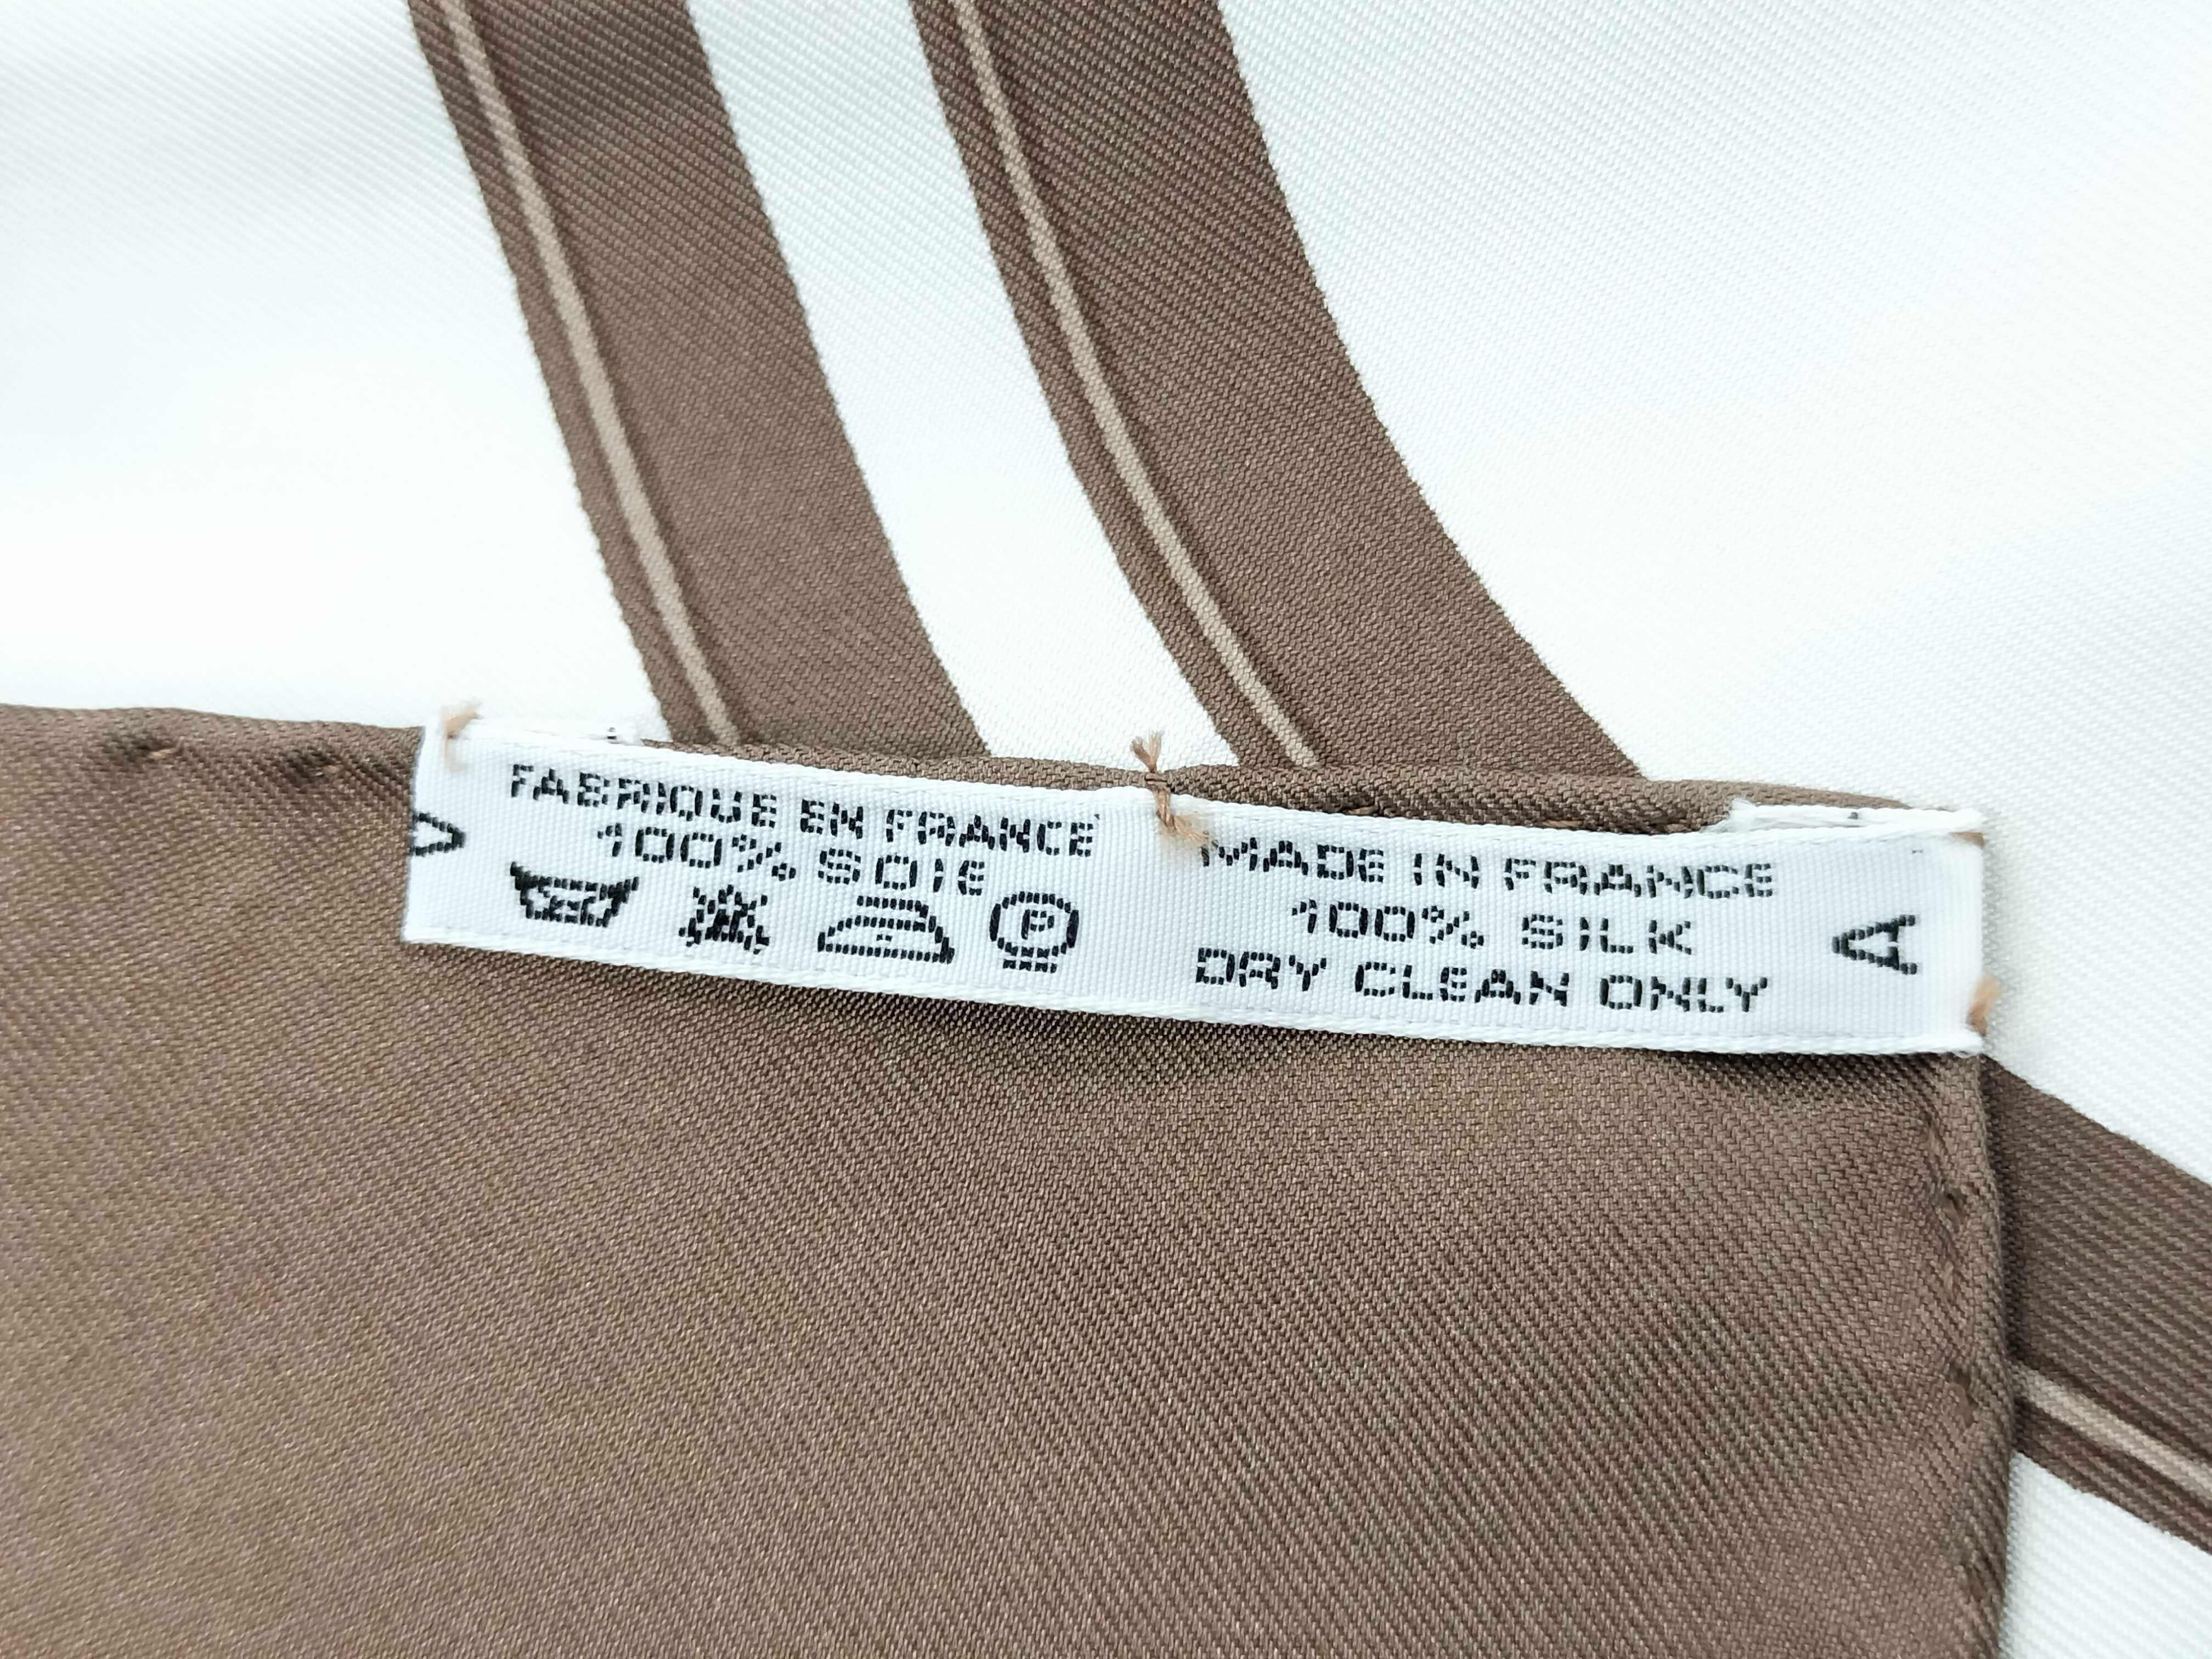 V
FABRIQUE EN FRANCE
100% SOIE
P
MADE IN FRANCE
100% SILK
DRY CLEAN ONLY
A